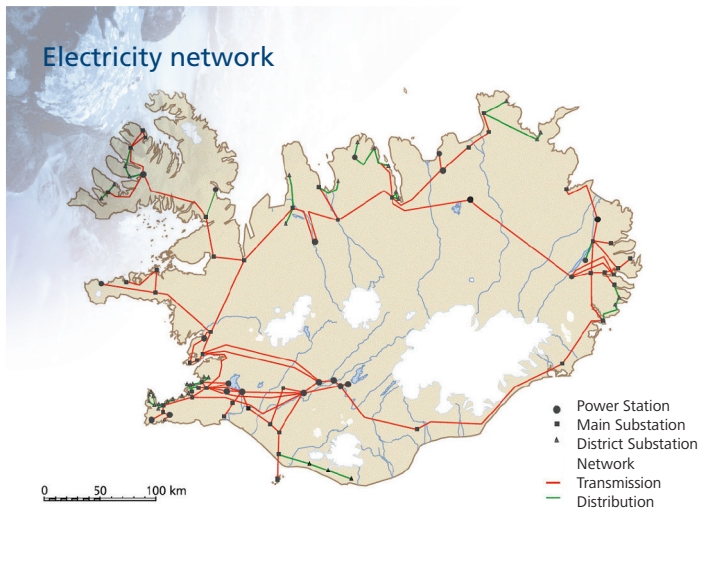 Electricity network
Power Station
Main Substation
District Substation
Network
Transmission
Distribution
0 50 100 km